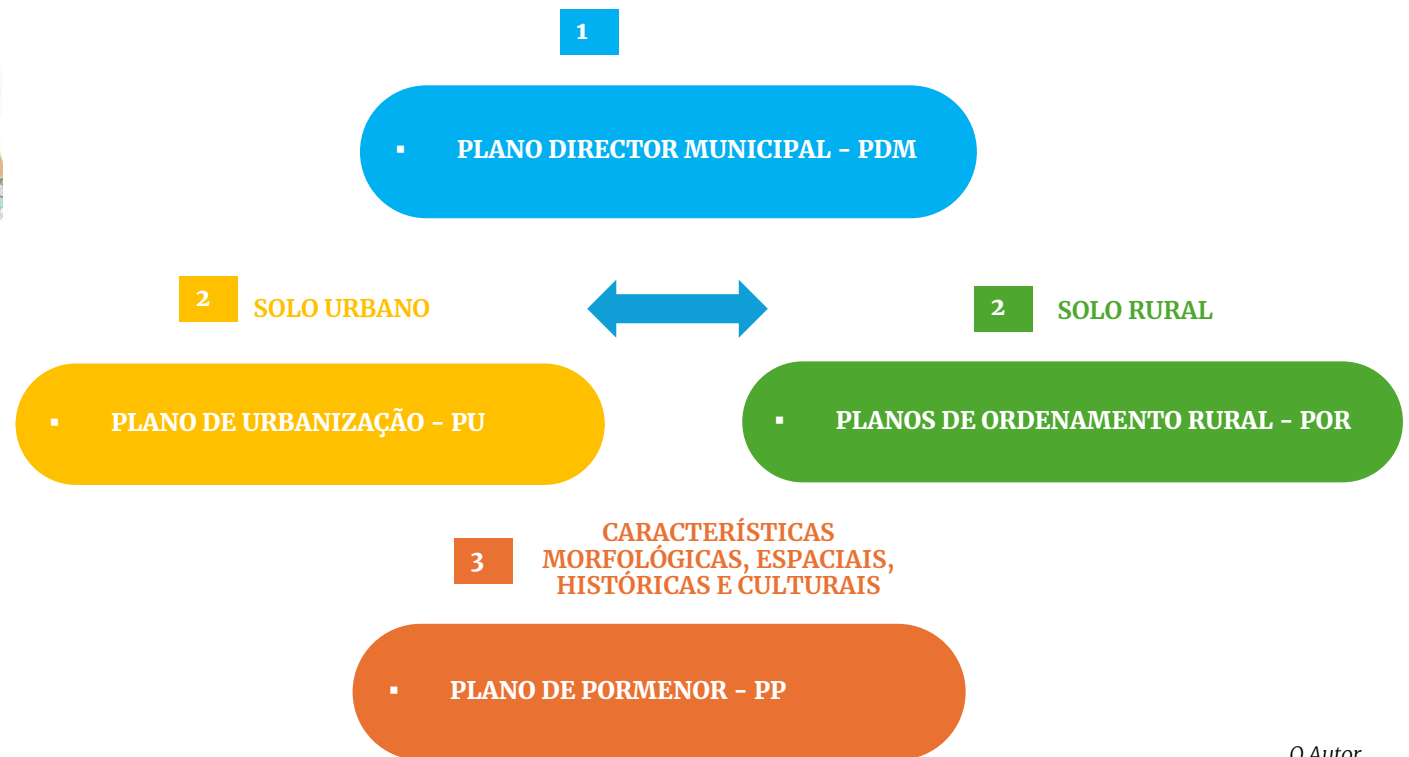 1
▪ PLANO DIRECTOR MUNICIPAL - PDM
2 SOLO URBANO
2 SOLO RURAL
▪ PLANO DE URBANIZAÇÃO - PU
▪ PLANOS DE ORDENAMENTO RURAL - POR
3
CARACTERÍSTICAS
MORFOLÓGICAS, ESPACIAIS,
HISTÓRICAS E CULTURAIS
▪ PLANO DE PORMENOR - PP
O Autor